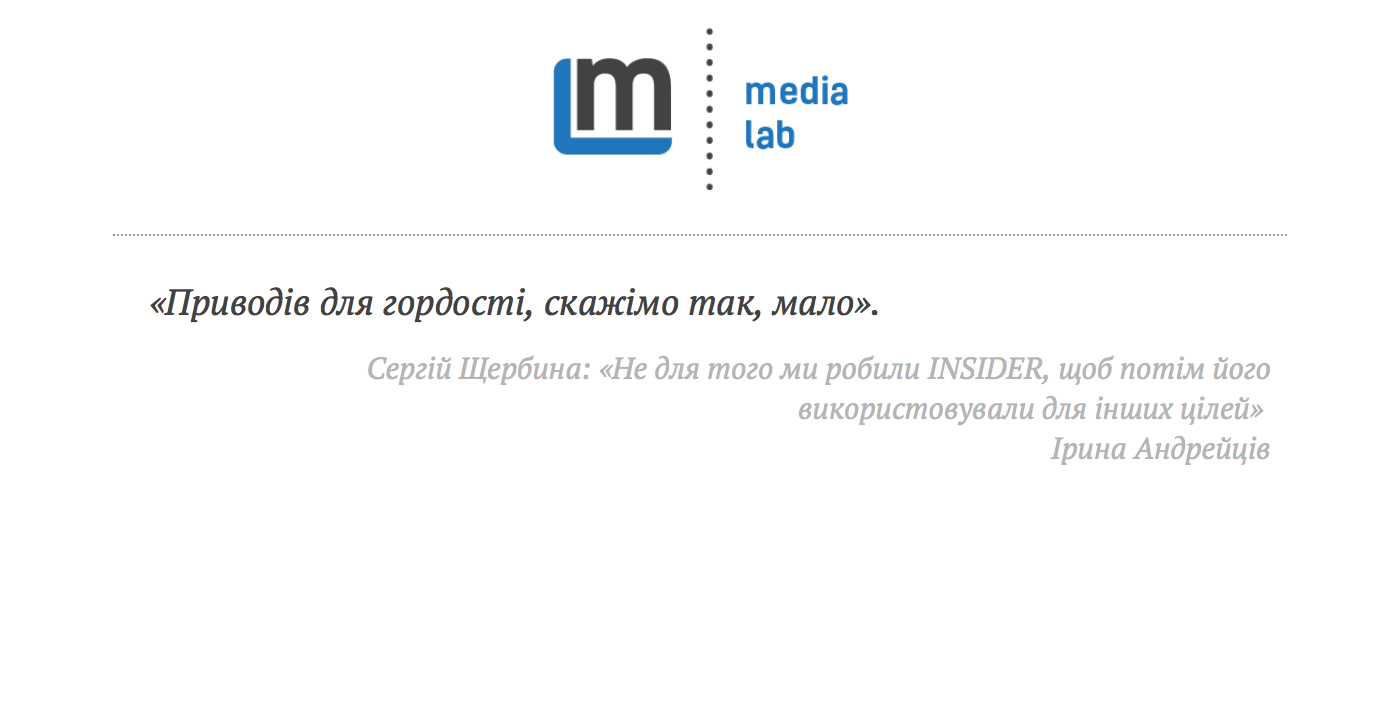 m
media
lab
«Приводів для гордості, скажімо так, мало».
Сергій Щербина: «Не для того ми робили INSIDER, щоб потім його
використовували для інших цілей»
Ірина Андрейців